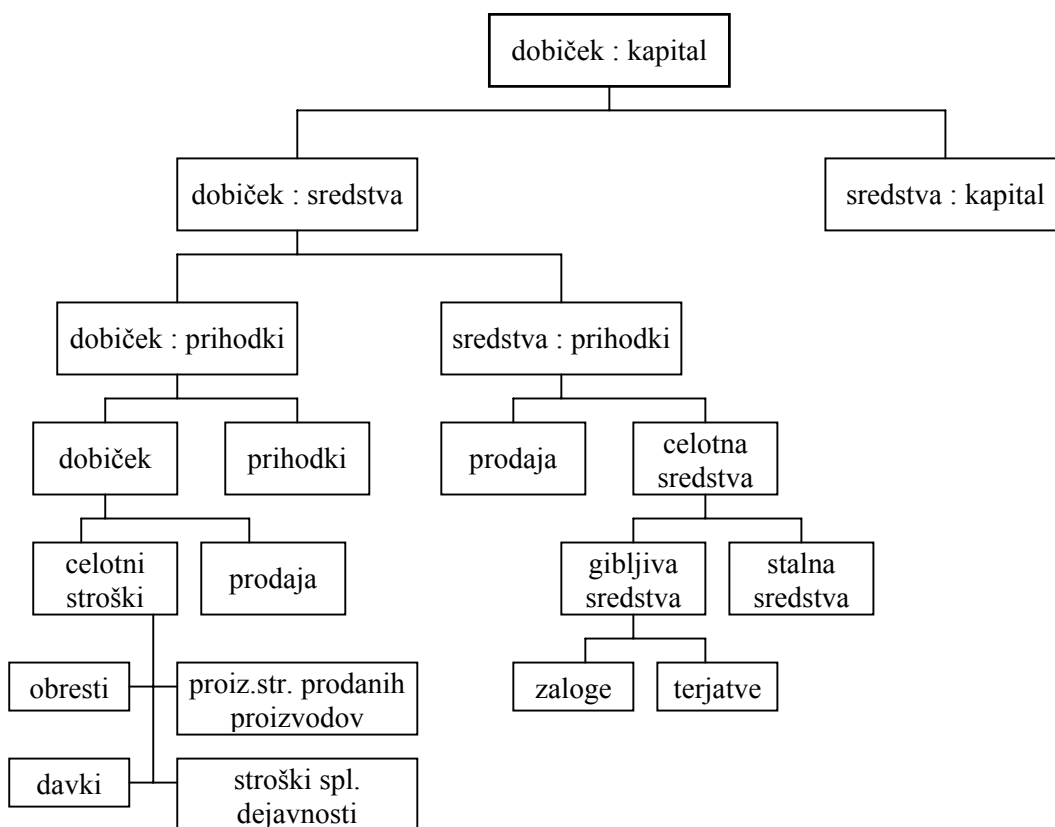 dobiček : kapital
dobiček : sredstva
sredstva : kapital
dobiček : prihodki
sredstva : prihodki
dobiček
prihodki
prodaja
celotna
sredstva
celotni
stroški
prodaja
gibljiva
sredstva
stalna
sredstva
obresti
proiz.str. prodanih
proizvodov
zaloge
terjatve
davki
stroški spl.
dejavnosti